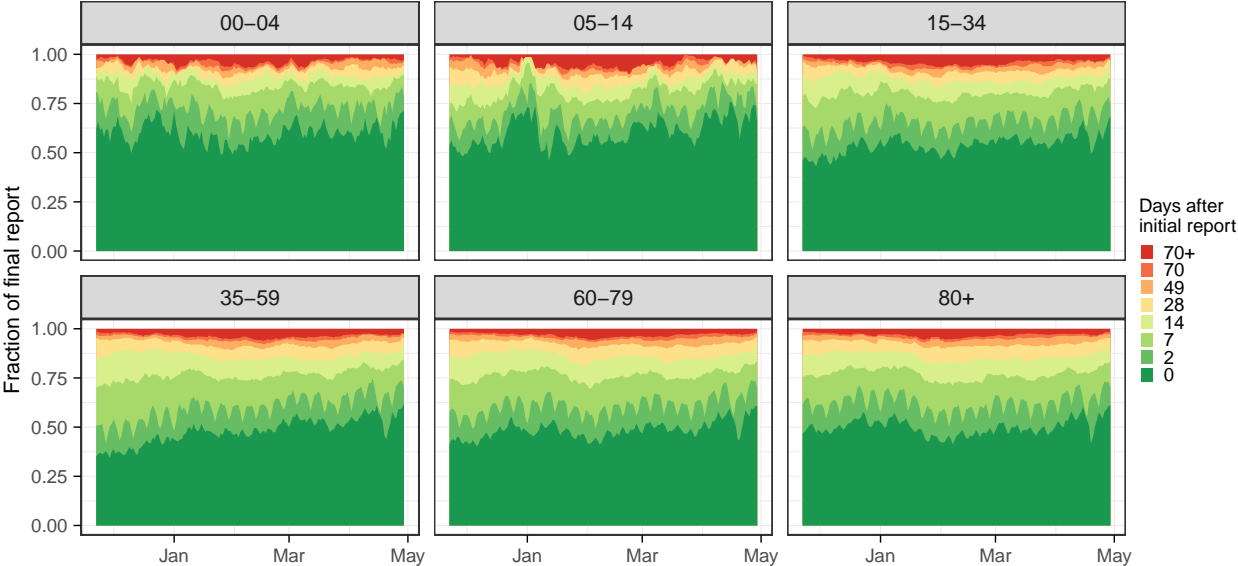 00−04
05−14
15−34
1.00
0.75
0.50
0.25
0.00
Fraction of final report
35−59
60−79
80+
1.00
0.75
0.50
0.25
0.00
Jan
Mar
May
Jan
Mar
May
Jan
Mar
May
Days after
initial report
70+
70
49
28
14
7
2
0